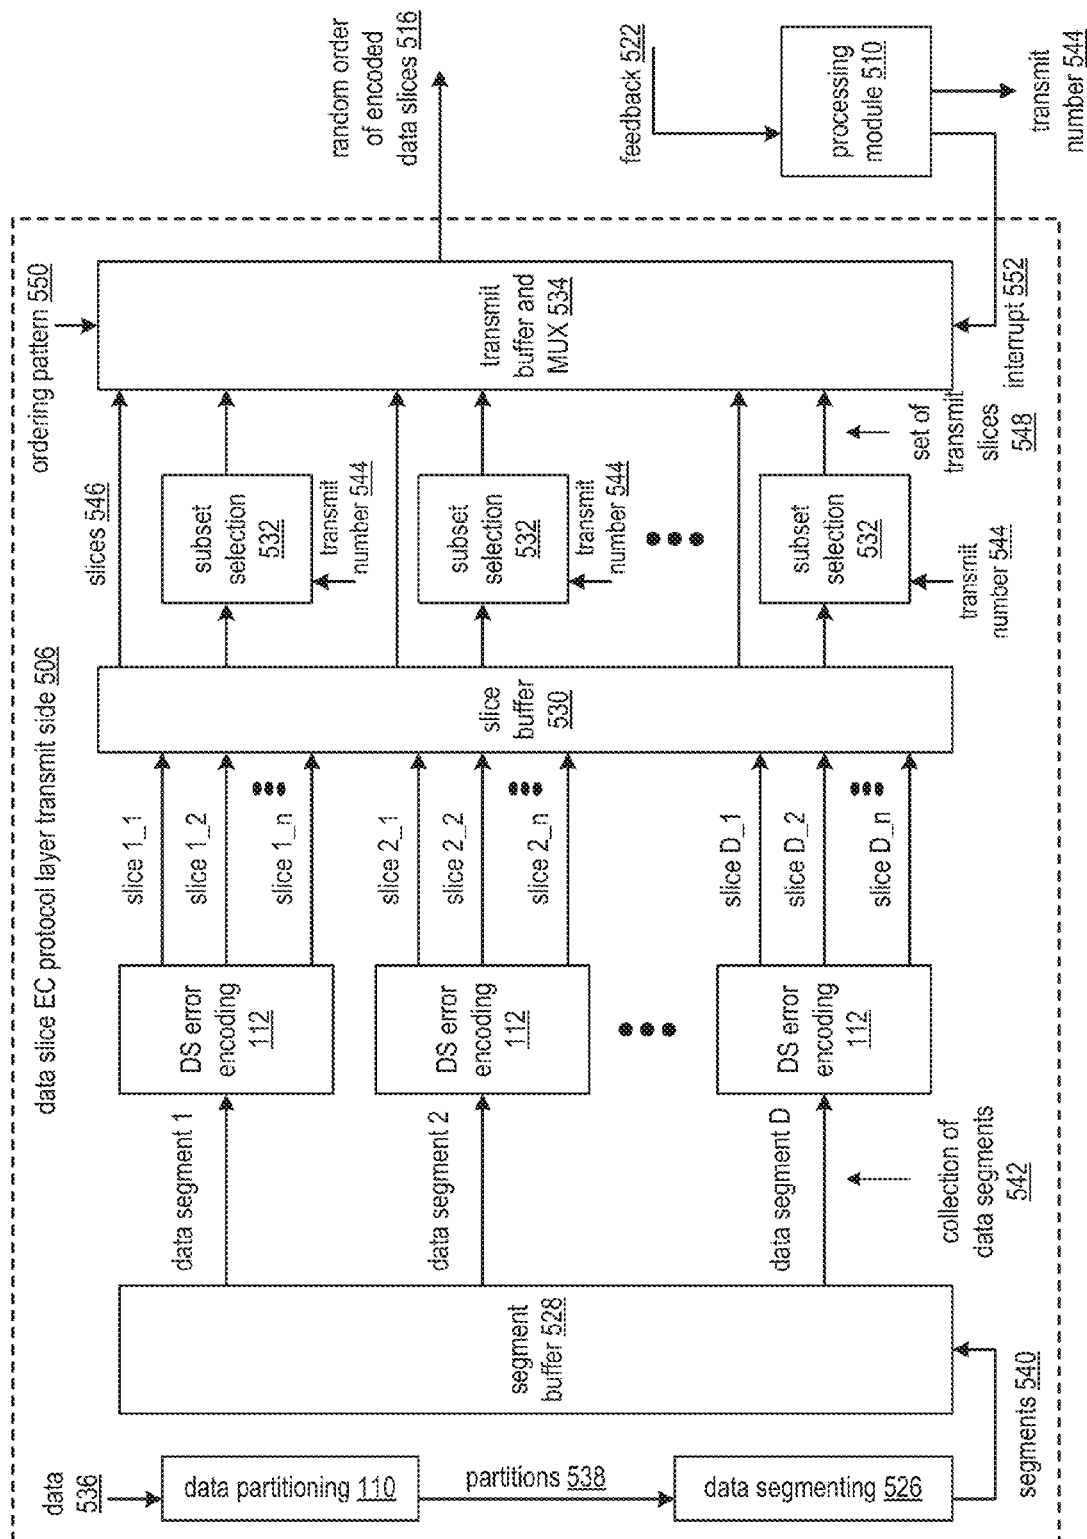 data slice EC protocol layer transmit side 506
data
536
data partitioning 110
partitions 538
data segmenting 526
segments 540
segment
buffer 528
data segment 1
data segment 2
data segment D
collection of
data segments
542
DS error
encoding
112
DS error
encoding
112
DS error
encoding
112
slice 1_1
slice 1_2
slice 1_n
slice 2_1
slice 2_2
slice 2_n
slice D_1
slice D_2
slice D_n
slice
buffer
530
slices 546
subset
selection
532
transmit
number 544
subset
selection
532
transmit
number 544
subset
selection
532
transmit
number 544
set of
transmit
slices
548
ordering pattern 550
transmit
buffer and
MUX 534
interrupt 552
random order
of encoded
data slices 516
feedback 522
processing
module 510
transmit
number 544